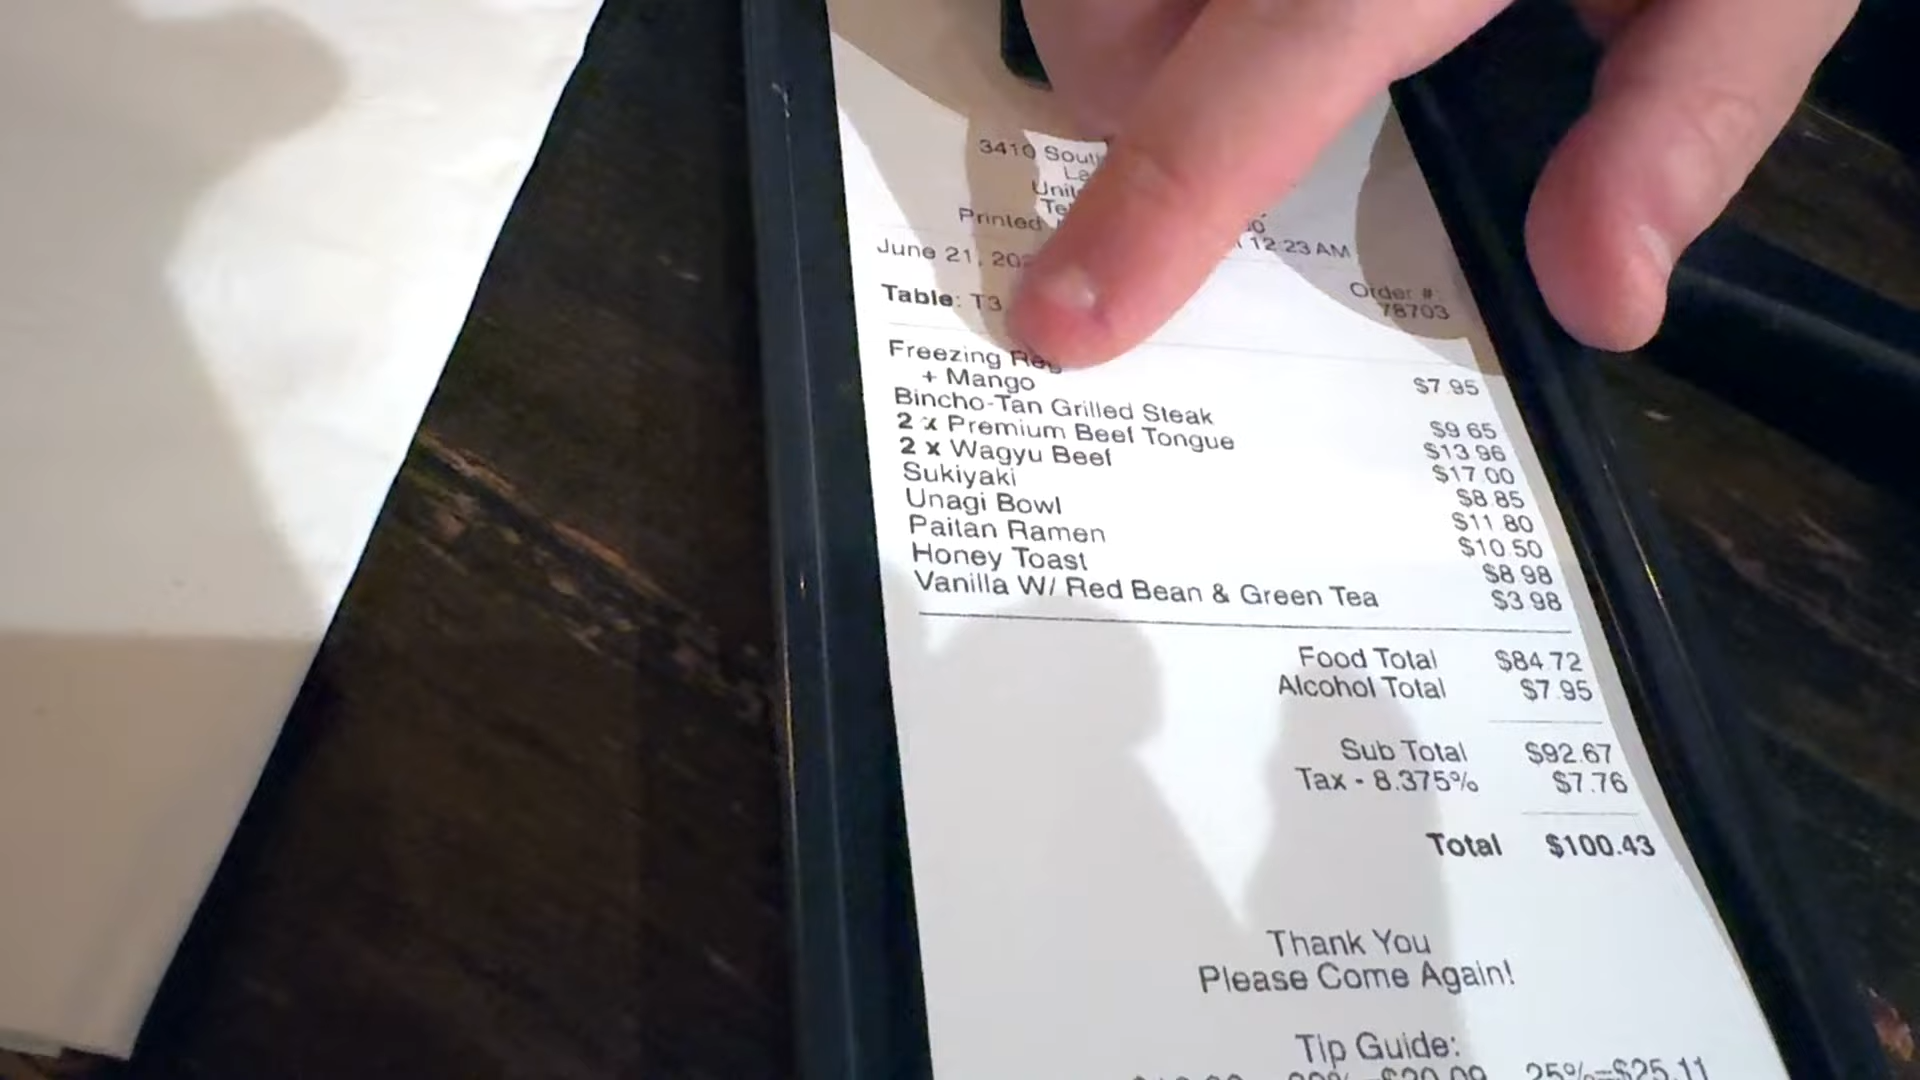 3410
Printed
June 21, 12:23 AM
Table: T3 Order #:
78703
Freezing
+ Mango $7.95
Bincho-Tan Grilled Steak $9.65
2 x Premium Beef Tongue $13.96
2 x Wagyu Beef $17.00
Sukiyaki $8.85
Unagi Bowl $11.80
Paitan Ramen $10.50
Honey Toast $8.98
Vanilla W/ Red Bean & Green Tea $3.98
Food Total $84.72
Alcohol Total $7.95
Sub Total $92.67
Tax - 8.375% $7.76
Total $100.43
Thank You
Please Come Again!
Tip Guide:
$20.09 25%=$25.11